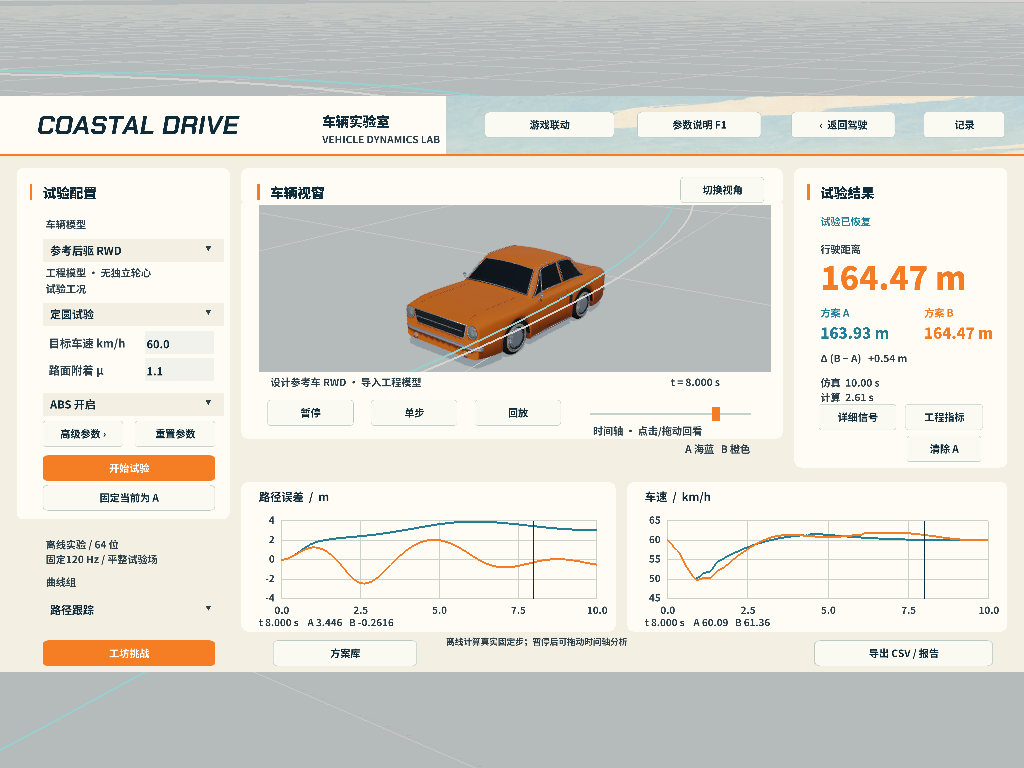 COASTAL DRIVE
车辆实验室
VEHICLE DYNAMICS LAB
游戏联动
参数说明 F1
‹ 返回驾驶
记录
试验配置
车辆模型
参考后驱 RWD
工程模型 · 无独立轮心
试验工况
定圆试验
目标车速 km/h
60.0
路面附着 μ
1.1
ABS 开启
高级参数 ›
重置参数
开始试验
固定当前为 A
离线实验 / 64 位
固定120 Hz / 平整试验场
曲线组
路径跟踪
工坊挑战
车辆视窗
切换视角
设计参考车 RWD · 导入工程模型
t = 8.000 s
暂停
单步
回放
时间轴 · 点击/拖动回看
A 海蓝 B 橙色
试验结果
试验已恢复
行驶距离
164.47 m
方案 A
方案 B
163.93 m
164.47 m
Δ (B − A) +0.54 m
仿真 10.00 s
计算 2.61 s
详细信号
工程指标
清除 A
路径误差 / m
4
2
0
-2
-4
0.0
2.5
5.0
7.5
10.0
t 8.000 s A 3.446 B -0.2616
车速 / km/h
65
60
55
50
45
0.0
2.5
5.0
7.5
10.0
t 8.000 s A 60.09 B 61.36
方案库
离线计算真实固定步；暂停后可拖动时间轴分析
导出 CSV / 报告